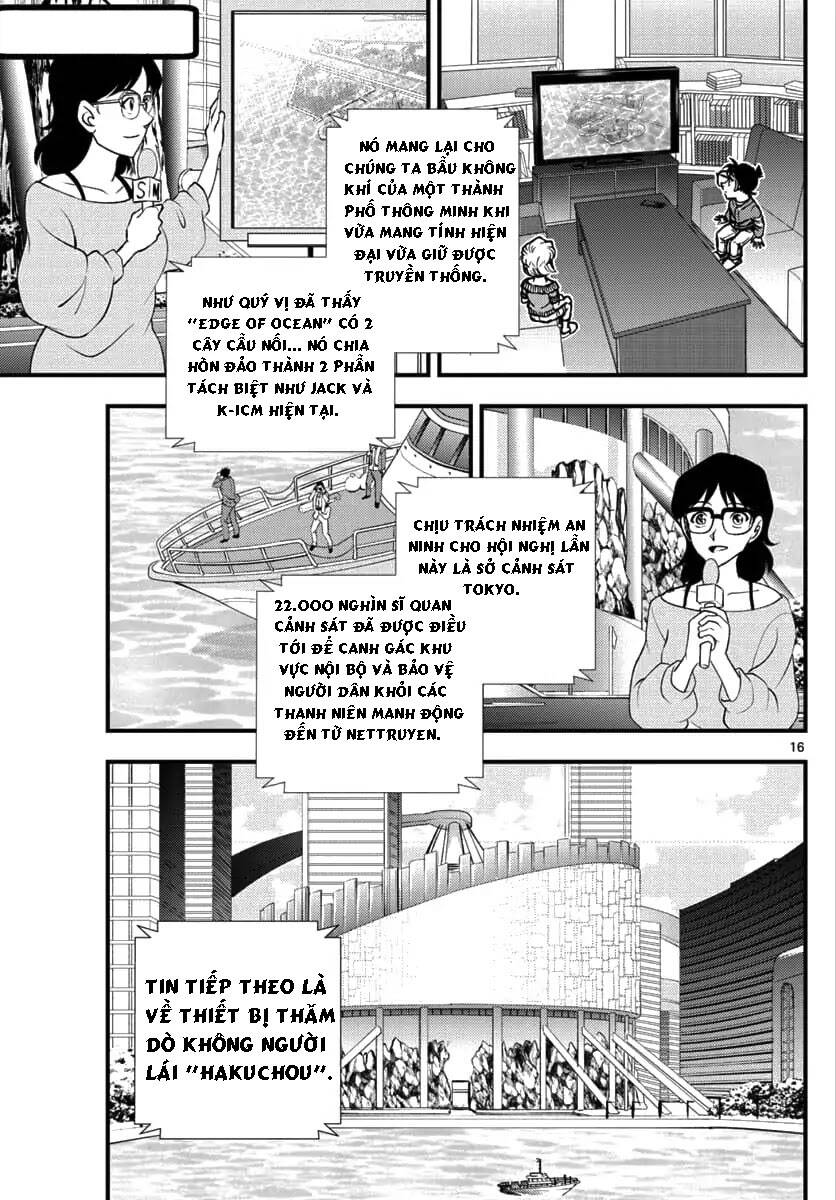 NÓ MANG LẠI CHO
CHÚNG TA BẦU KHÔNG
KHÍ CỦA MỘT THÀNH
PHỐ THÔNG MINH KHI
VỪA MANG TÍNH HIỆN
ĐẠI VỪA GIỮ ĐƯỢC
TRUYỀN THỐNG.
SN
NHƯ QUÝ VỊ ĐÃ THẤY
"EDGE OF OCEAN" CÓ 2
CÂY CẦU NỐI... NÓ CHIA
HÒN ĐẢO THÀNH 2 PHẦN
TÁCH BIỆT NHƯ JACK VÀ
K-ICM HIỆN TẠI.
CHỊU TRÁCH NHIỆM AN
NINH CHO HỘI NGHỊ LẦN
NÀY LÀ SỞ CẢNH SÁT
TOKYO.
22.000 NGHÌN SĨ QUAN
CẢNH SÁT ĐÃ ĐƯỢC ĐIỀU
TỚI ĐỂ CANH GÁC KHU
VỰC NỘI BỘ VÀ BẢO VỆ
NGƯỜI DÂN KHỎI CÁC
THANH NIÊN MANH ĐỘNG
ĐẾN TỪ NETTRUYEN.
16
TIN TIẾP THEO LÀ
VỀ THIẾT BỊ THĂM
DÒ KHÔNG NGƯỜI
LÁI "HAKUCHOU".